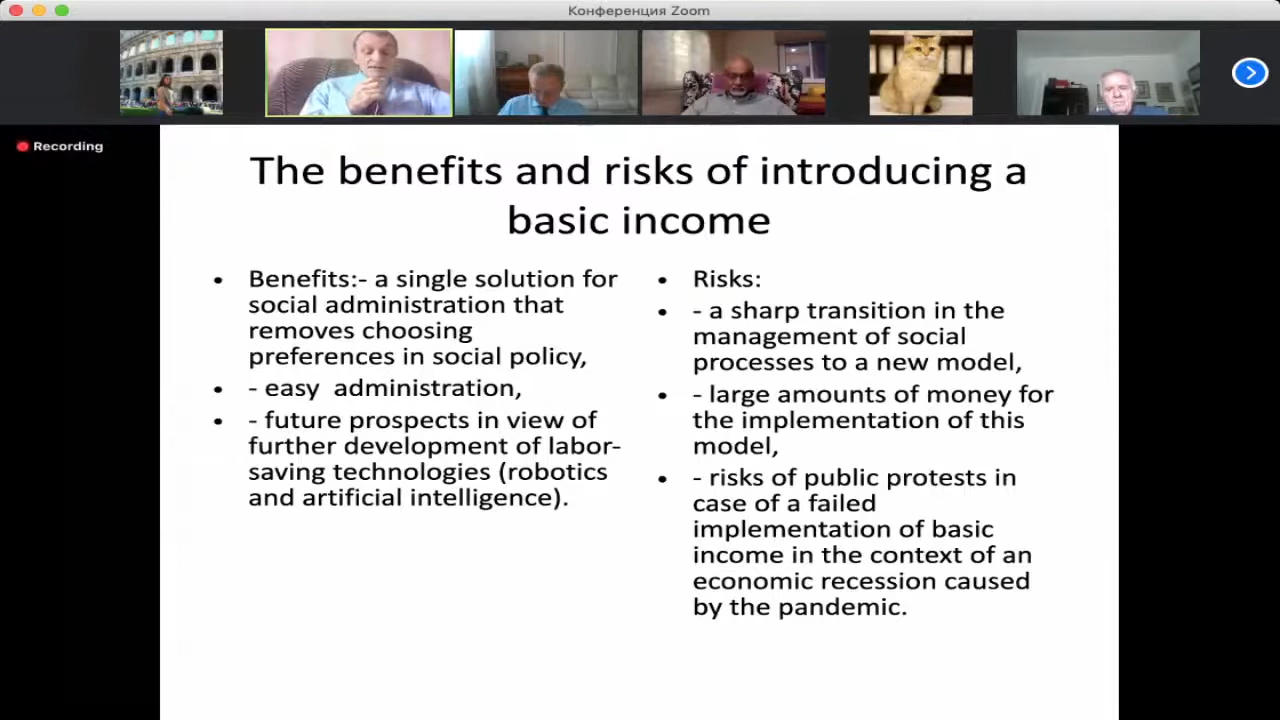 Конференция Zoom
Recording
The benefits and risks of introducing a
basic income
• Benefits:- a single solution for
social administration that
removes choosing
preferences in social policy,
• - easy  administration,
• - future prospects in view of
further development of labor-
saving technologies (robotics
and artificial intelligence).
• Risks:
• - a sharp transition in the
management of social
processes to a new model,
• - large amounts of money for
the implementation of this
model,
• - risks of public protests in
case of a failed
implementation of basic
income in the context of an
economic recession caused
by the pandemic.